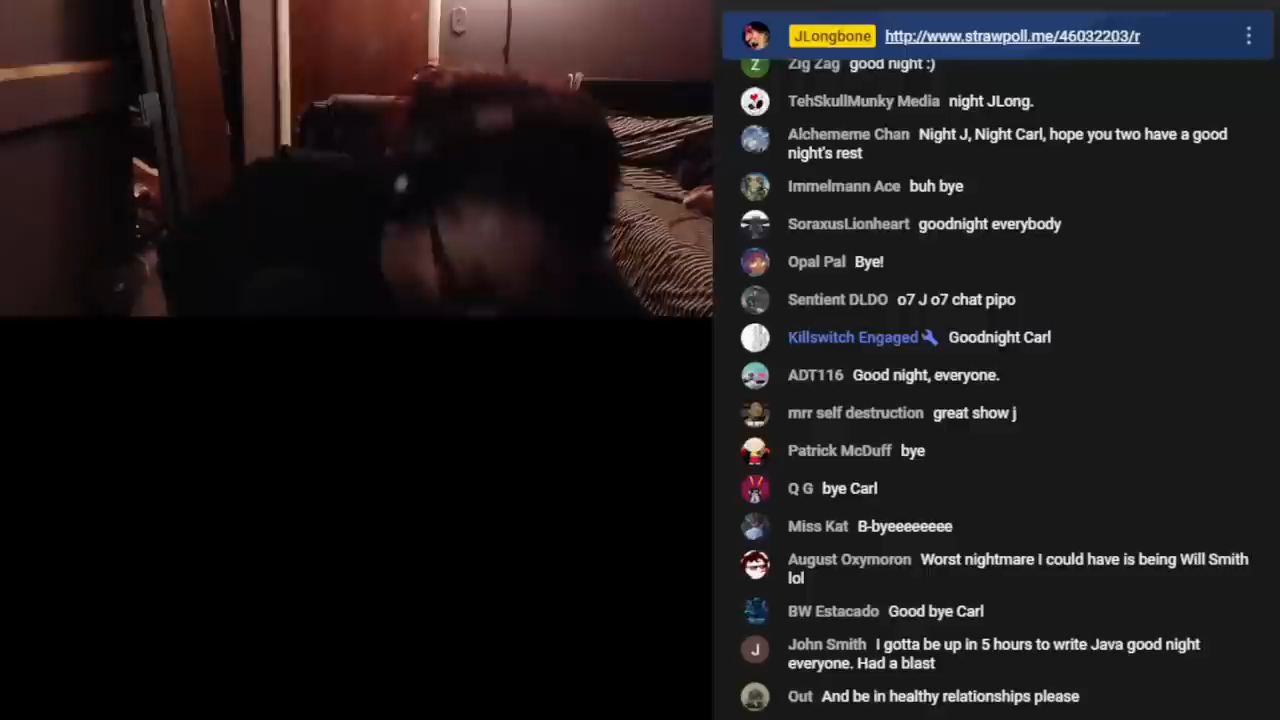 JLongbone http://www.strawpoll.me/46032203/r
Z Zig Zag good night :)
TehSkullMunky Media night JLong.
Alchememe Chan Night J, Night Carl, hope you two have a good
night's rest
Immelmann Ace buh bye
SoraxusLionheart goodnight everybody
Opal Pal Bye!
Sentient DLDO o7 J o7 chat pipo
Killswitch Engaged Goodnight Carl
ADT116 Good night, everyone.
mrr self destruction great show j
Patrick McDuff bye
Q G bye Carl
Miss Kat B-byeeeeeeee
August Oxymoron Worst nightmare I could have is being Will Smith
lol
BW Estacado Good bye Carl
J John Smith I gotta be up in 5 hours to write Java good night
everyone. Had a blast
Out And be in healthy relationships please